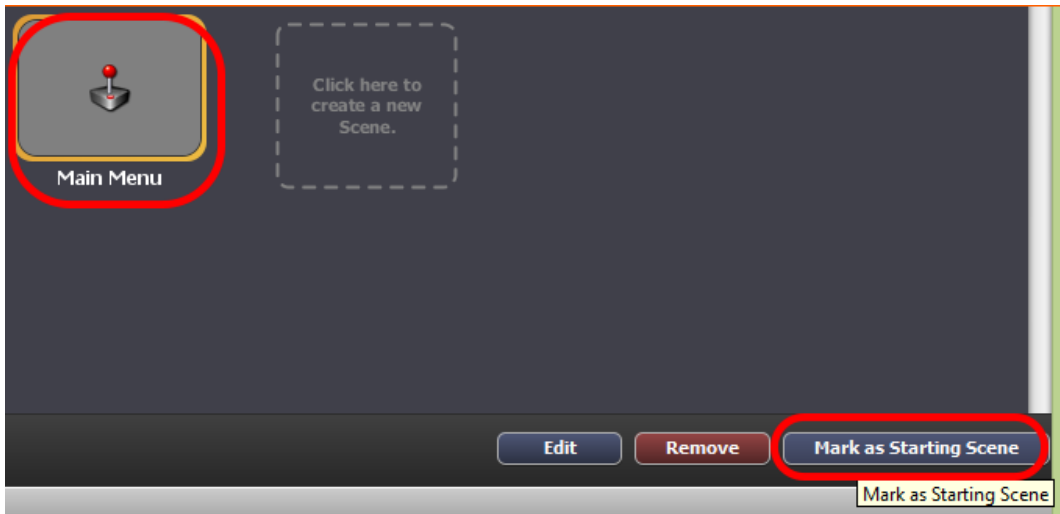 Click here to
create a new
Scene.
Main Menu
Edit
Remove
Mark as Starting Scene
Mark as Starting Scene